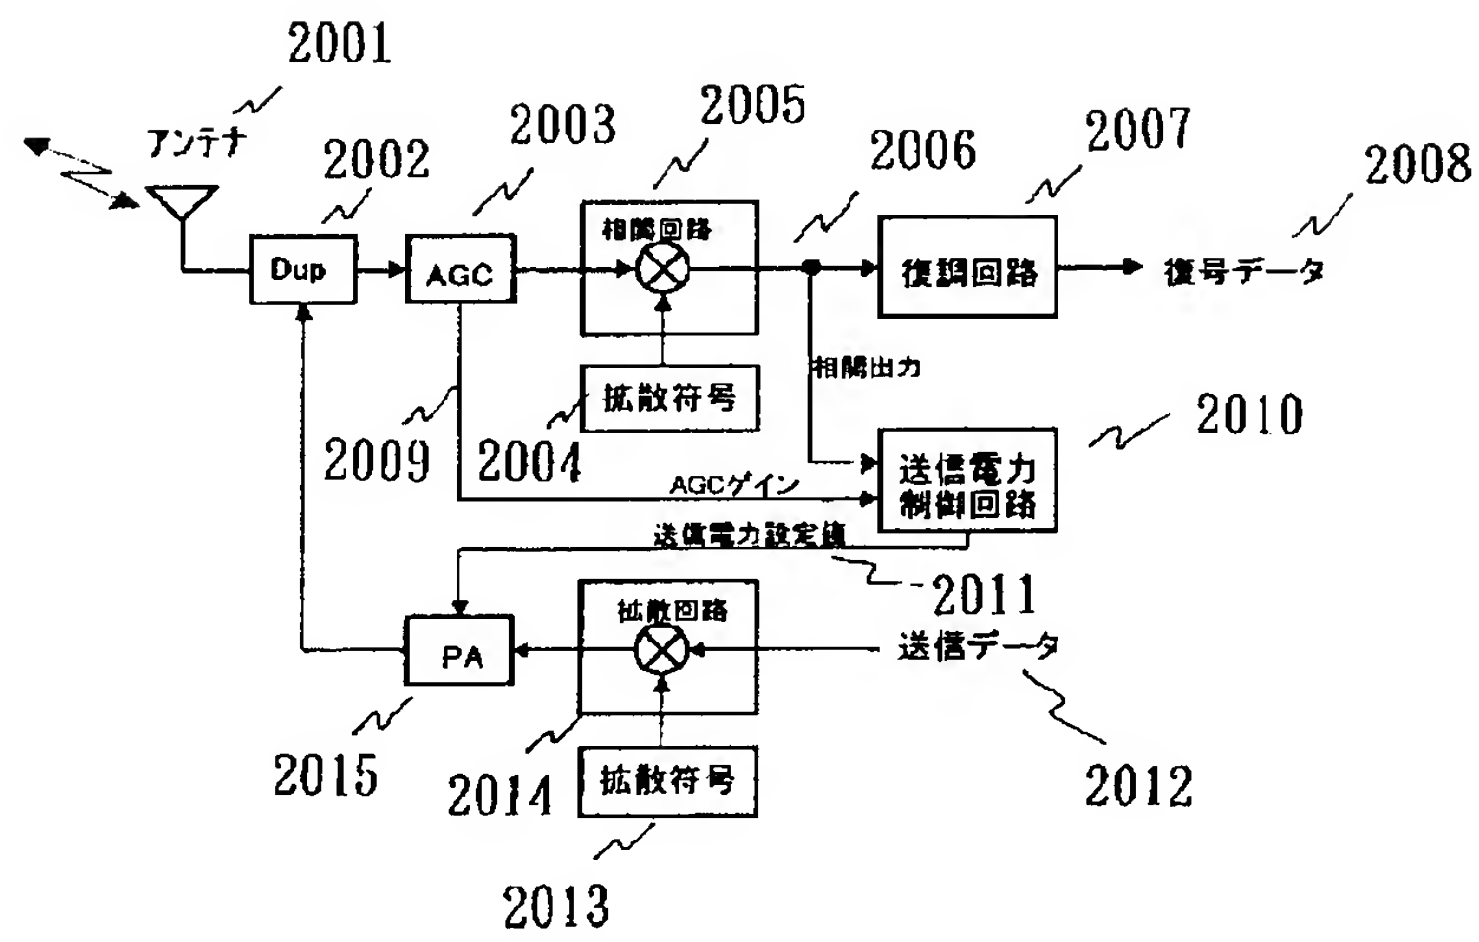 2001
アンテナ
2002
2003
2005
2006
2007
2008
Dup
AGC
相関回路
復調回路
復号データ
相関出力
拡散符号
2009
2004
2010
送信電力
制御回路
AGCゲイン
送信電力設定値
2011
拡散回路
PA
送信データ
2015
2014
拡散符号
2012
2013